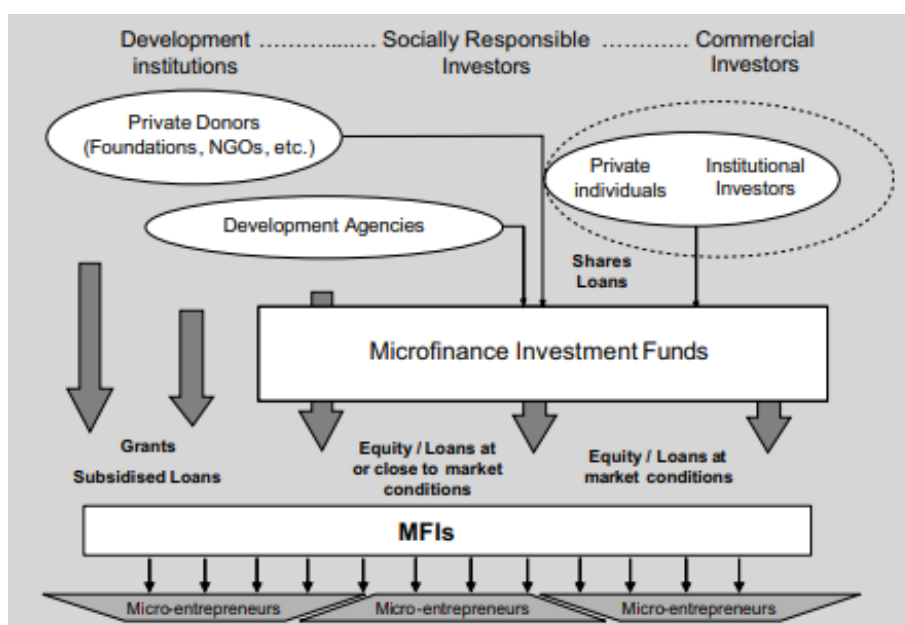 Development ............... Socially Responsible ............ Commercial
institutions Investors Investors
Private Donors
(Foundations, NGOs, etc.)
Private Institutional
individuals Investors
Development Agencies
Shares
Loans
Microfinance Investment Funds
Grants
Subsidised Loans
Equity / Loans at
or close to market
conditions
Equity / Loans at
market conditions
MFIs
Micro-entrepreneurs Micro-entrepreneurs Micro-entrepreneurs